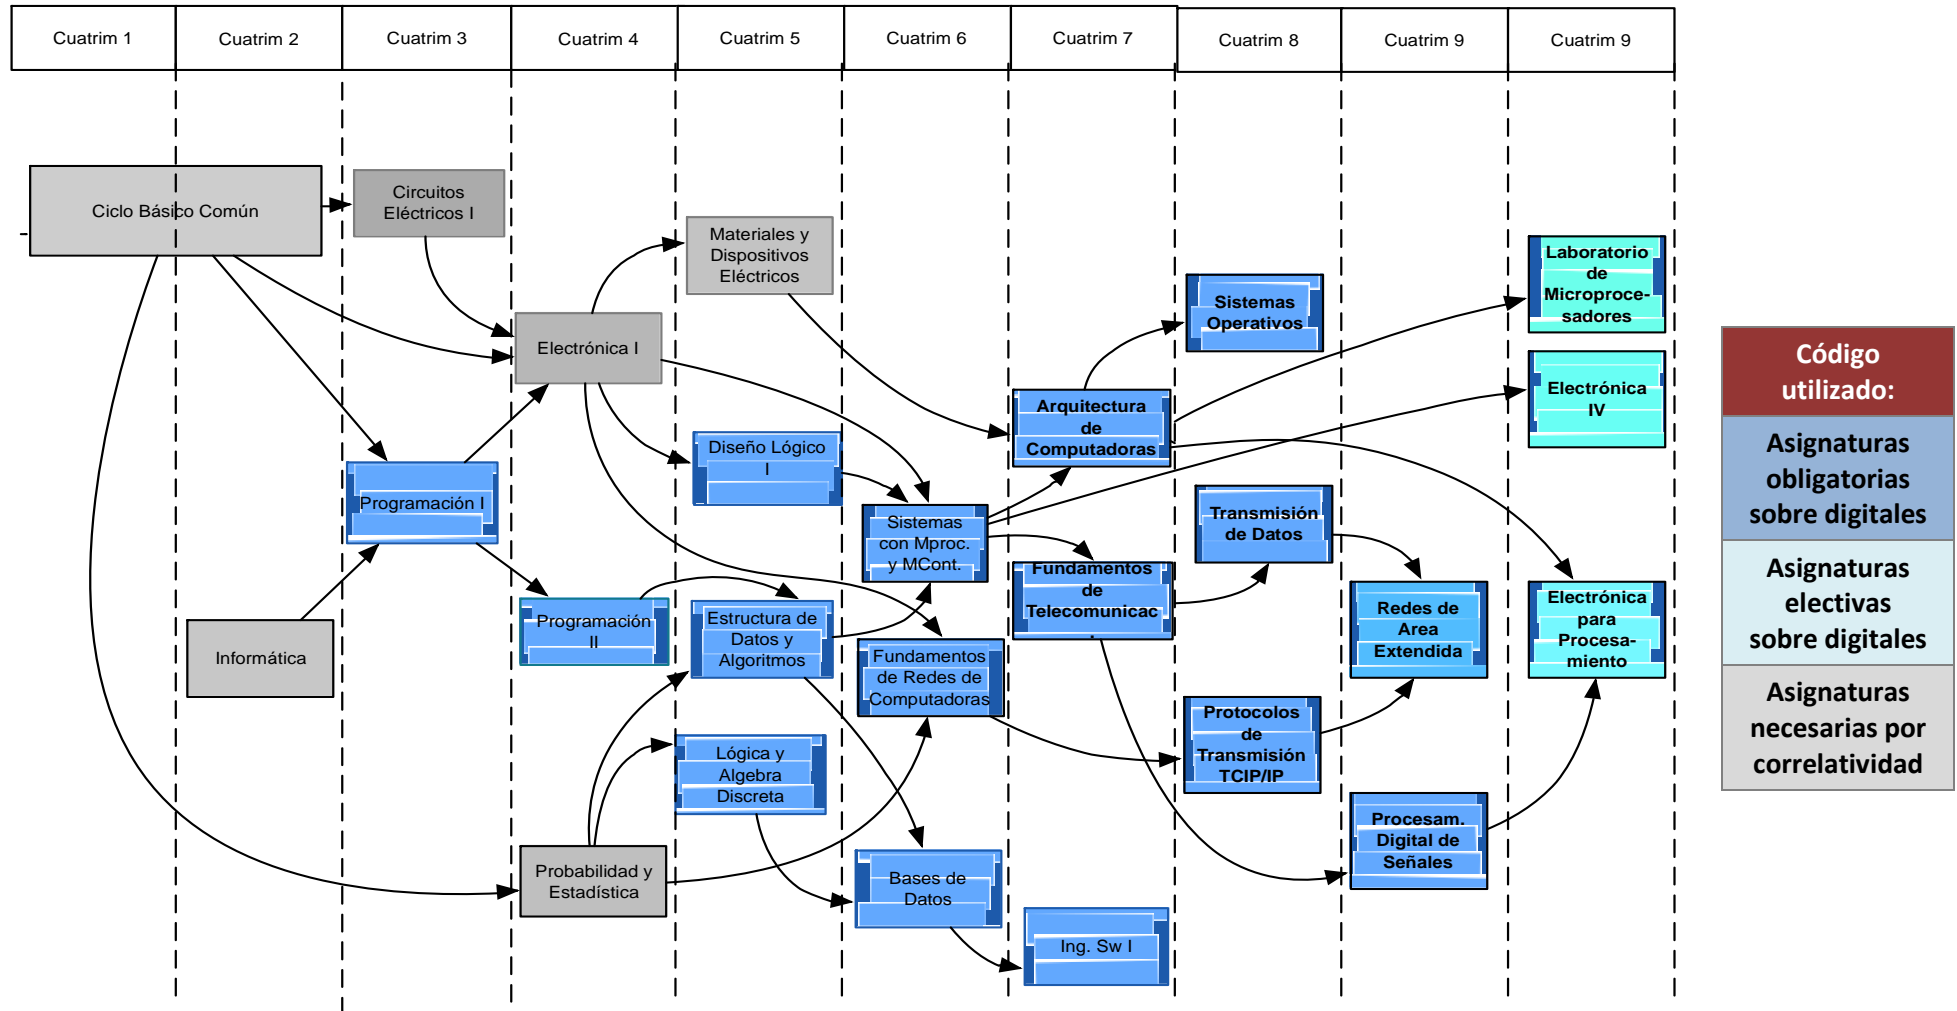 Cuatrim 1
Cuatrim 2
Cuatrim 3
Cuatrim 4
Cuatrim 5
Cuatrim 6
Cuatrim 7
Cuatrim 8
Cuatrim 9
Cuatrim 9
Ciclo Básico Común
Circuitos
Eléctricos I
Informática
Programación I
Electrónica I
Programación
II
Probabilidad y
Estadística
Materiales y
Dispositivos
Eléctricos
Diseño Lógico
I
Estructura de
Datos y
Algoritmos
Lógica y
Algebra
Discreta
Sistemas
con Mproc.
y MCont.
Fundamentos
de Redes de
Computadoras
Bases de
Datos
Arquitectura
de
Computadoras
Fundamentos
de
Telecomunicac
.
Ing. Sw I
Sistemas
Operativos
Transmisión
de Datos
Protocolos
de
Transmisión
TCIP/IP
Redes de
Area
Extendida
Procesam.
Digital de
Señales
Laboratorio
de
Microproce-
sadores
Electrónica
IV
Electrónica
para
Procesa-
miento
Código
utilizado:
Asignaturas
obligatorias
sobre digitales
Asignaturas
electivas
sobre digitales
Asignaturas
necesarias por
correlatividad